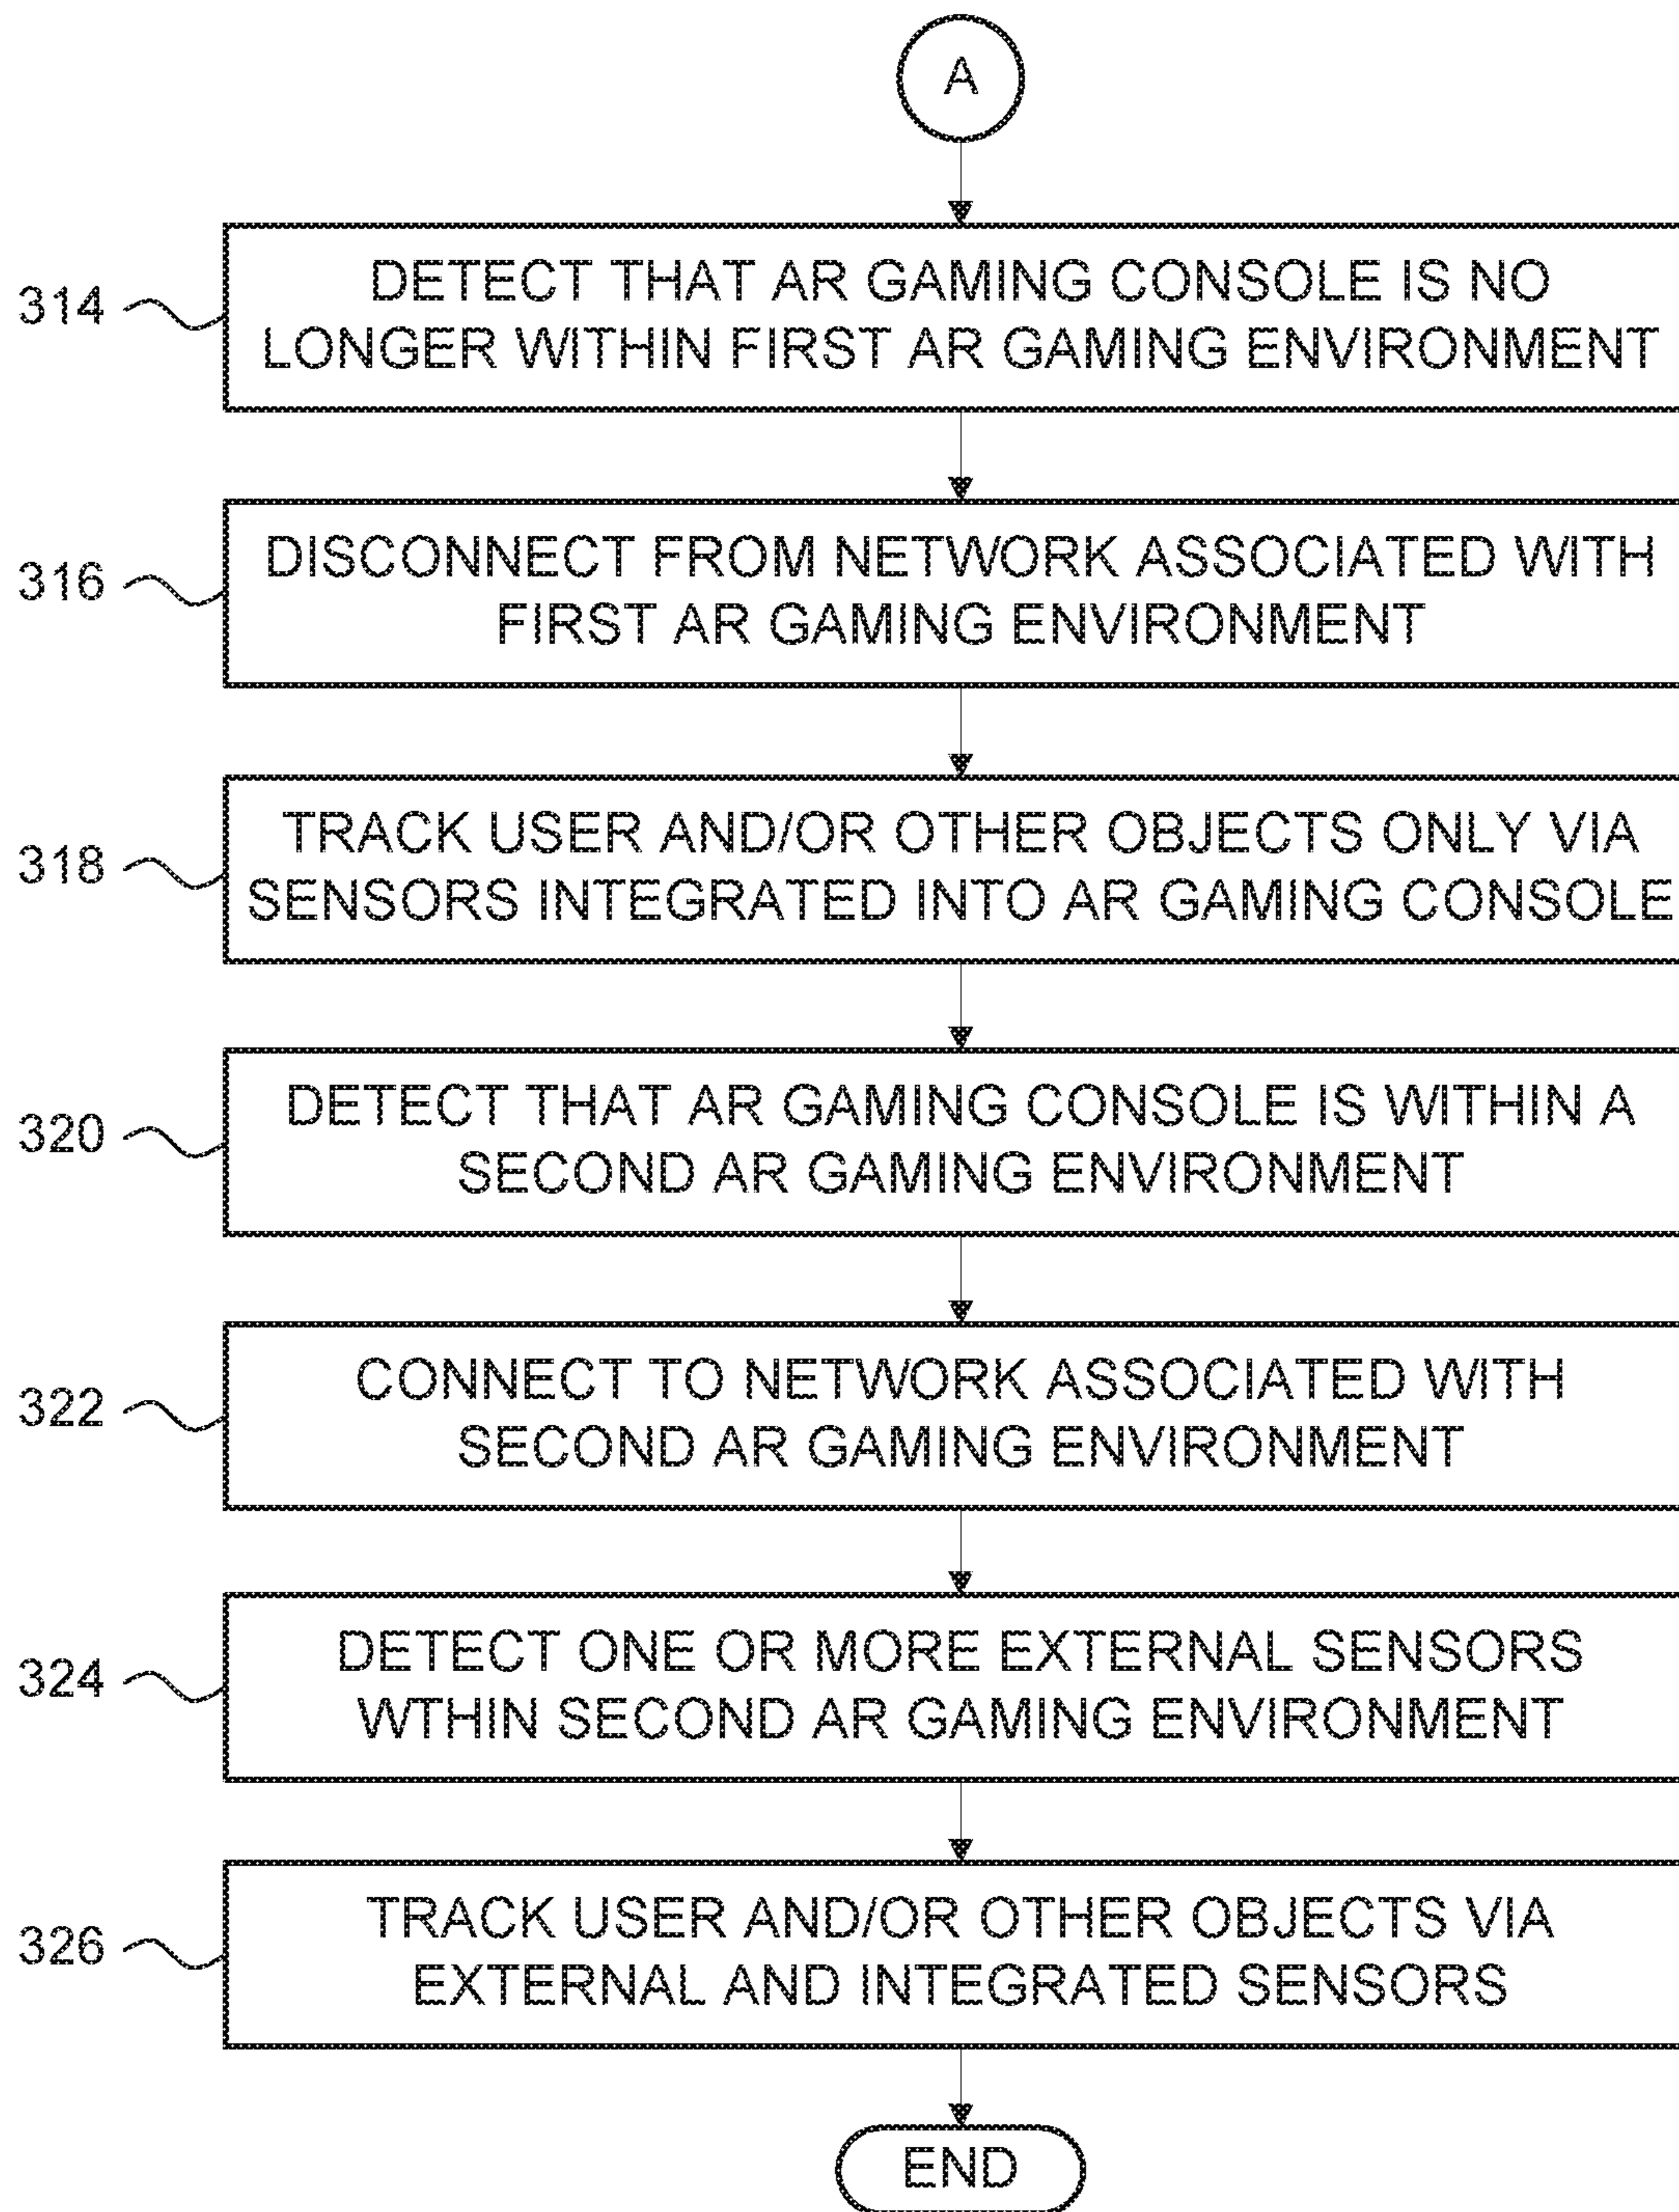 A
314
DETECT THAT AR GAMING CONSOLE IS NO
LONGER WITHIN FIRST AR GAMING ENVIRONMENT
316
DISCONNECT FROM NETWORK ASSOCIATED WITH
FIRST AR GAMING ENVIRONMENT
318
TRACK USER AND/OR OTHER OBJECTS ONLY VIA
SENSORS INTEGRATED INTO AR GAMING CONSOLE
320
DETECT THAT AR GAMING CONSOLE IS WITHIN A
SECOND AR GAMING ENVIRONMENT
322
CONNECT TO NETWORK ASSOCIATED WITH
SECOND AR GAMING ENVIRONMENT
324
DETECT ONE OR MORE EXTERNAL SENSORS
WTHIN SECOND AR GAMING ENVIRONMENT
326
TRACK USER AND/OR OTHER OBJECTS VIA
EXTERNAL AND INTEGRATED SENSORS
END